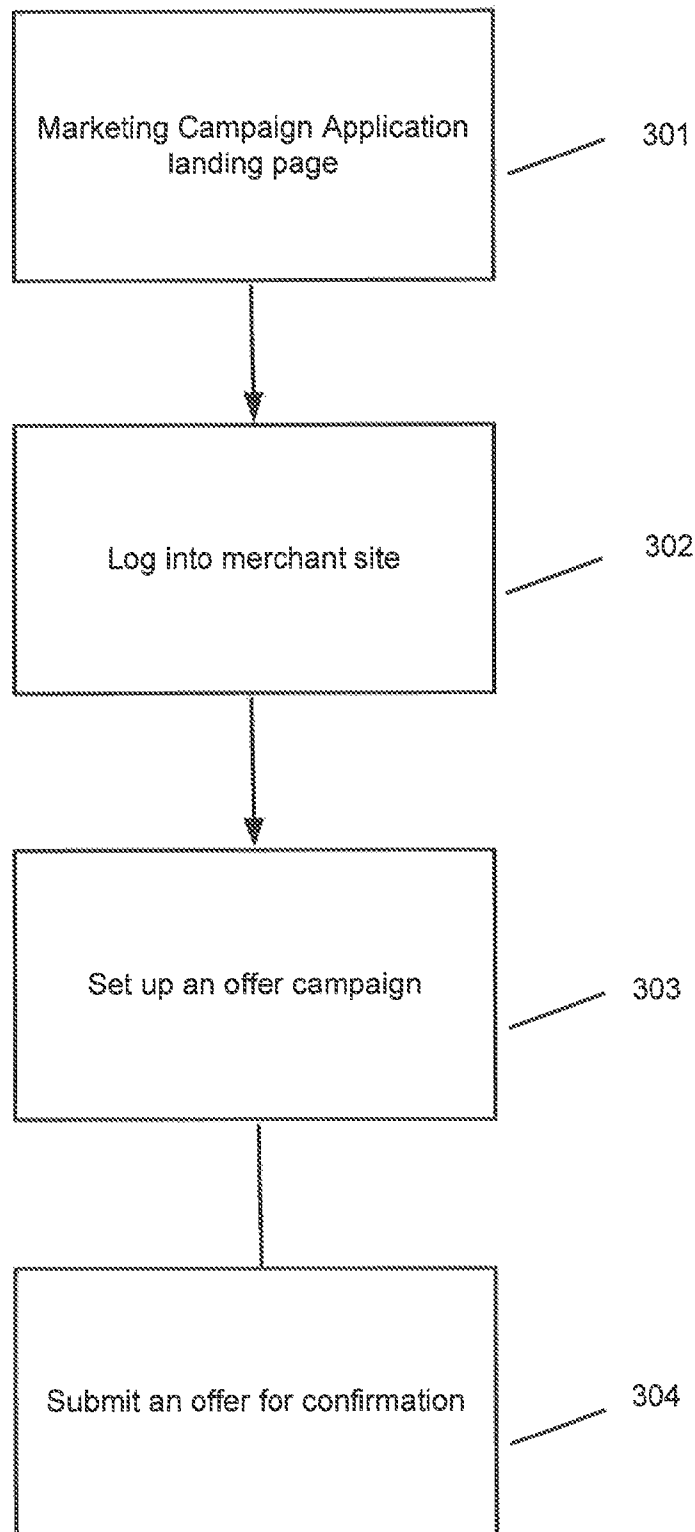 Marketing Campaign Application
landing page
301
Log into merchant site
302
Set up an offer campaign
303
Submit an offer for confirmation
304